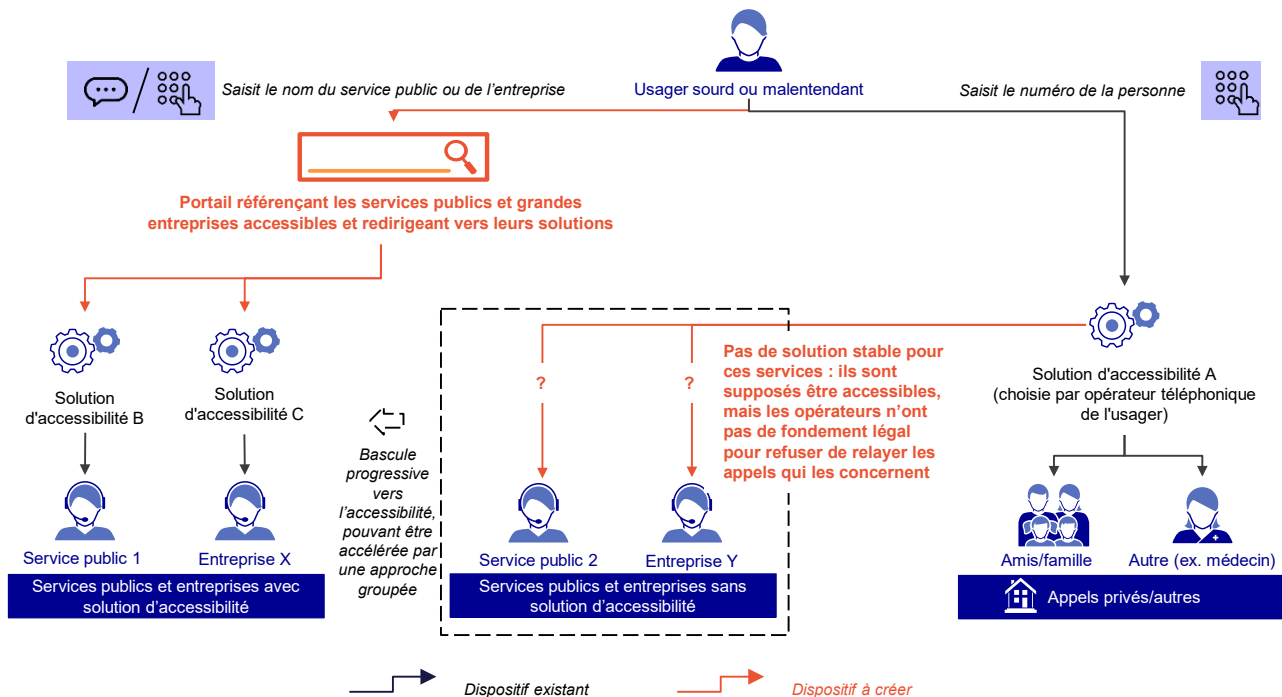 Usager sourd ou malentendant
Saisit le nom du service public ou de l'entreprise
Saisit le numéro de la personne
Portail référençant les services publics et grandes
entreprises accessibles et redirigeant vers leurs solutions
Solution
d'accessibilité B
Solution
d'accessibilité C
Service public 1
Entreprise X
Services publics et entreprises avec
solution d’accessibilité
Bascule
progressive
vers
l’accessibilité,
pouvant être
accélérée par
une approche
groupée
?
?
Pas de solution stable pour
ces services : ils sont
supposés être accessibles,
mais les opérateurs n’ont
pas de fondement légal
pour refuser de relayer les
appels qui les concernent
Service public 2
Entreprise Y
Services publics et entreprises sans
solution d’accessibilité
Solution d'accessibilité A
(choisie par opérateur téléphonique
de l'usager)
Amis/famille
Autre (ex. médecin)
Appels privés/autres
Dispositif existant
Dispositif à créer